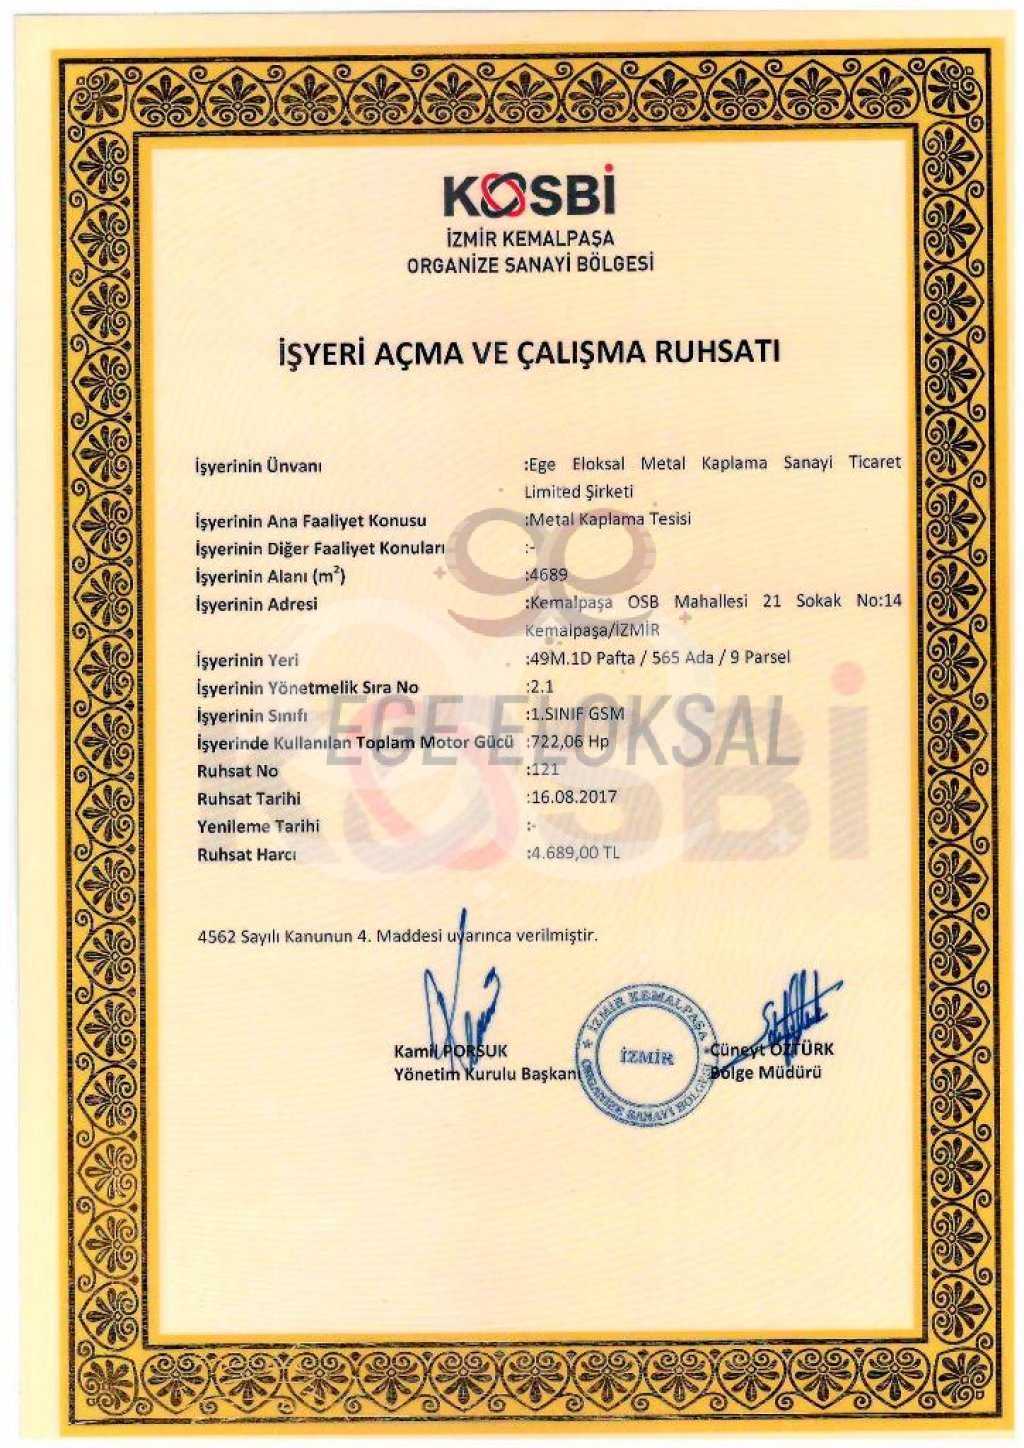 KOSBİ
İZMİR KEMALPAŞA
ORGANİZE SANAYİ BÖLGESİ
İŞYERİ AÇMA VE ÇALIŞMA RUHSATI
İşyerinin Ünvanı :Ege Eloksal Metal Kaplama Sanayi Ticaret
Limited Şirketi
İşyerinin Ana Faaliyet Konusu :Metal Kaplama Tesisi
İşyerinin Diğer Faaliyet Konuları :-
İşyerinin Alanı (m²) :4689
İşyerinin Adresi :Kemalpaşa OSB Mahallesi 21 Sokak No:14
Kemalpaşa/İZMİR
İşyerinin Yeri :49M.1D Pafta / 565 Ada / 9 Parsel
İşyerinin Yönetmelik Sıra No :2.1
İşyerinin Sınıfı :1.SINIF GSM
İşyerinde Kullanılan Toplam Motor Gücü :722,06 Hp
Ruhsat No :121
Ruhsat Tarihi :16.08.2017
Yenileme Tarihi :-
Ruhsat Harcı :4.689,00 TL
EGE ELOKSAL
KOSBİ
4562 Sayılı Kanunun 4. Maddesi uyarınca verilmiştir.
Kamil PORSUK
Yönetim Kurulu Başkanı
İZMİR KEMALPAŞA
İZMİR
ORGANİZE SANAYİ BÖLGESİ
Cüneyt ÖZTÜRK
Bölge Müdürü